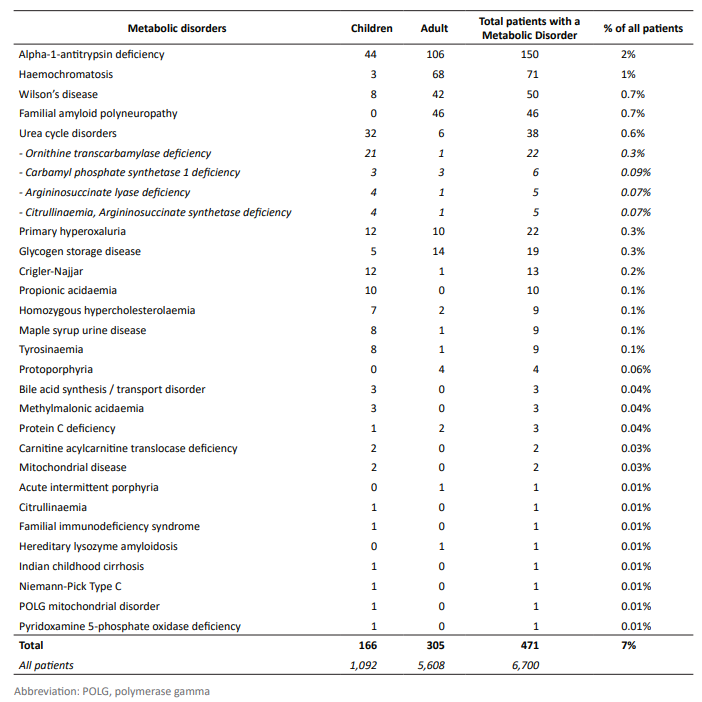 Metabolic disorders Children Adult Total patients with a Metabolic Disorder % of all patients
Alpha-1-antitrypsin deficiency 44 106 150 2%
Haemochromatosis 3 68 71 1%
Wilson's disease 8 42 50 0.7%
Familial amyloid polyneuropathy 0 46 46 0.7%
Urea cycle disorders 32 6 38 0.6%
- Ornithine transcarbamylase deficiency 21 1 22 0.3%
- Carbamyl phosphate synthetase 1 deficiency 3 3 6 0.09%
- Argininosuccinate lyase deficiency 4 1 5 0.07%
- Citrullinaemia, Argininosuccinate synthetase deficiency 4 1 5 0.07%
Primary hyperoxaluria 12 10 22 0.3%
Glycogen storage disease 5 14 19 0.3%
Crigler-Najjar 12 1 13 0.2%
Propionic acidaemia 10 0 10 0.1%
Homozygous hypercholesterolaemia 7 2 9 0.1%
Maple syrup urine disease 8 1 9 0.1%
Tyrosinaemia 8 1 9 0.1%
Protoporphyria 0 4 4 0.06%
Bile acid synthesis / transport disorder 3 0 3 0.04%
Methylmalonic acidaemia 3 0 3 0.04%
Protein C deficiency 1 2 3 0.04%
Carnitine acylcarnitine translocase deficiency 2 0 2 0.03%
Mitochondrial disease 2 0 2 0.03%
Acute intermittent porphyria 0 1 1 0.01%
Citrullinaemia 1 0 1 0.01%
Familial immunodeficiency syndrome 1 0 1 0.01%
Hereditary lysozyme amyloidosis 0 1 1 0.01%
Indian childhood cirrhosis 1 0 1 0.01%
Niemann-Pick Type C 1 0 1 0.01%
POLG mitochondrial disorder 1 0 1 0.01%
Pyridoxamine 5-phosphate oxidase deficiency 1 0 1 0.01%
Total 166 305 471 7%
All patients 1,092 5,608 6,700
Abbreviation: POLG, polymerase gamma